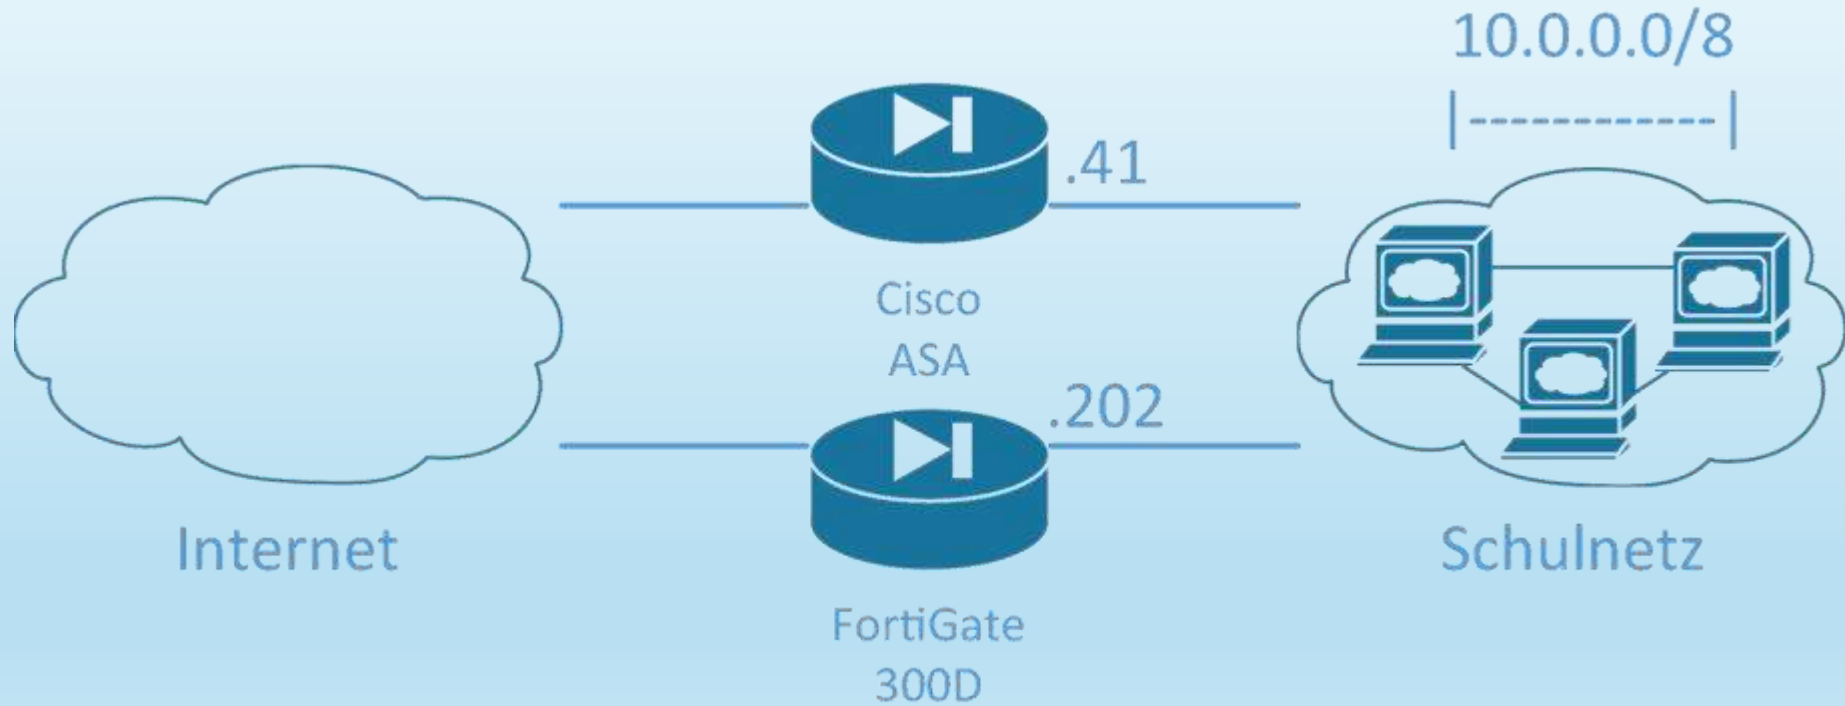 10.0.0.0/8
.41
Cisco
ASA
.202
Internet
Schulnetz
FortiGate
300D